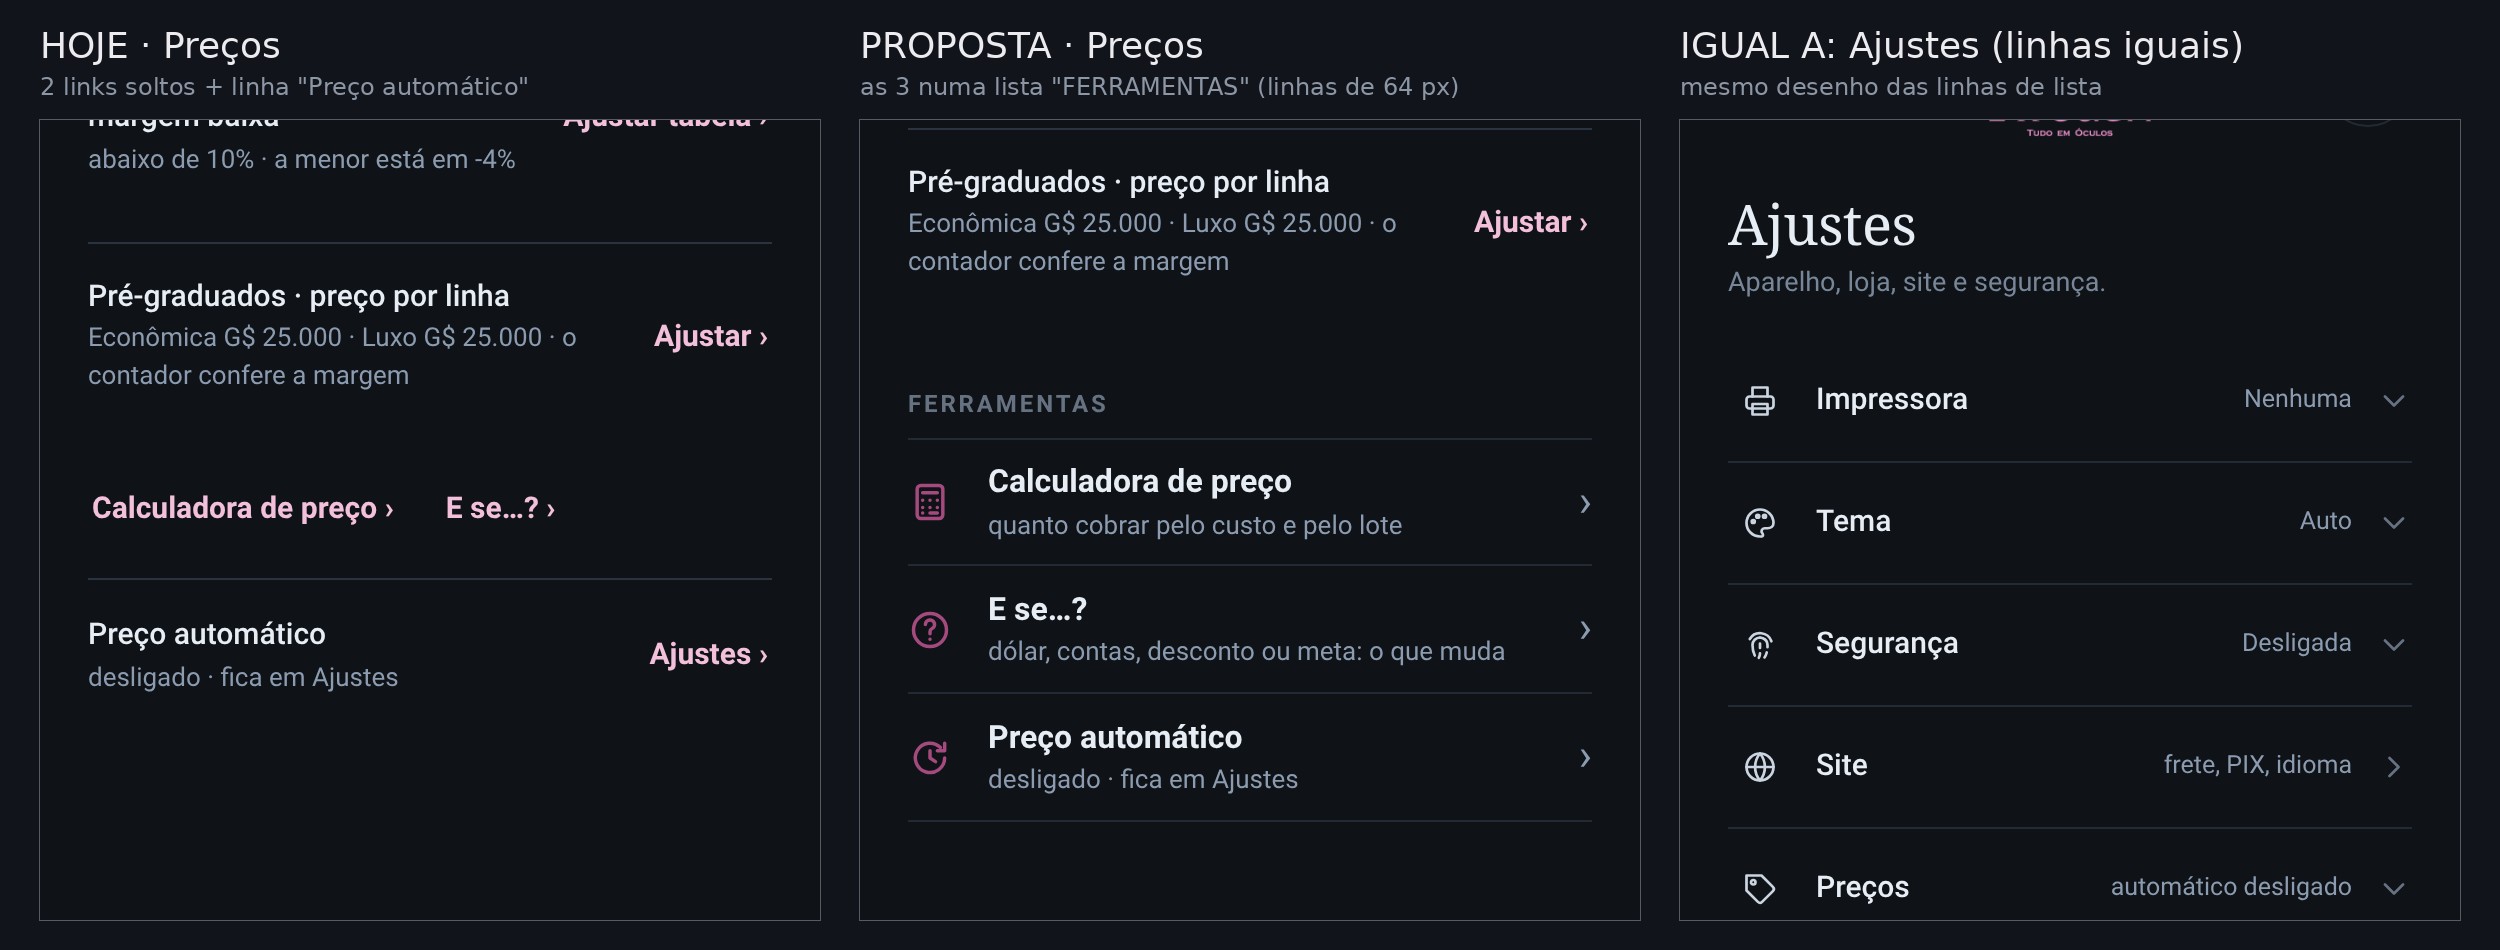 HOJE · Preços
2 links soltos + linha "Preço automático"
margem baixa
Ajustar tabela ›
abaixo de 10% · a menor está em -4%
Pré-graduados · preço por linha
Econômica G$ 25.000 · Luxo G$ 25.000 · o
contador confere a margem
Ajustar ›
Calculadora de preço ›
E se…? ›
Preço automático
desligado · fica em Ajustes
Ajustes ›
PROPOSTA · Preços
as 3 numa lista "FERRAMENTAS" (linhas de 64 px)
Pré-graduados · preço por linha
Econômica G$ 25.000 · Luxo G$ 25.000 · o
contador confere a margem
Ajustar ›
FERRAMENTAS
Calculadora de preço
quanto cobrar pelo custo e pelo lote
E se…?
dólar, contas, desconto ou meta: o que muda
Preço automático
desligado · fica em Ajustes
IGUAL A: Ajustes (linhas iguais)
mesmo desenho das linhas de lista
TUDO EM ÓCULOS
Ajustes
Aparelho, loja, site e segurança.
Impressora
Nenhuma
Tema
Auto
Segurança
Desligada
Site
frete, PIX, idioma
Preços
automático desligado